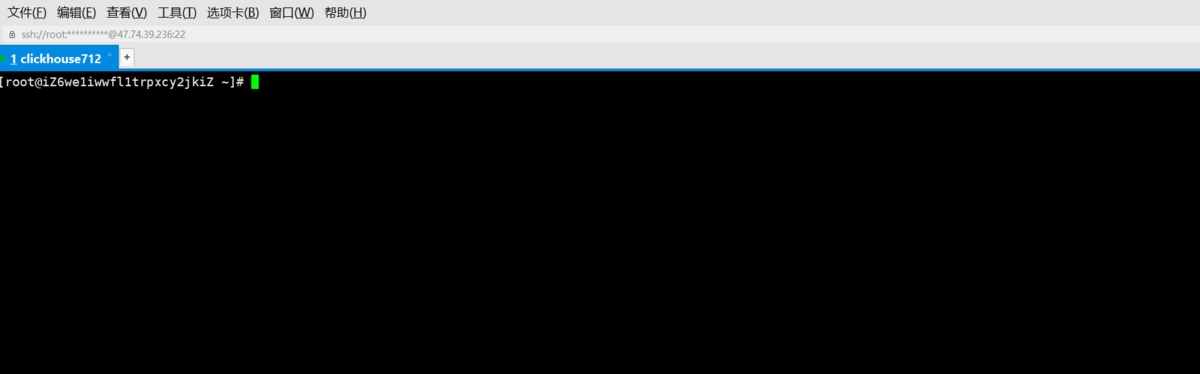 文件(F) 编辑(E) 查看(V) 工具(T) 选项卡(B) 窗口(W) 帮助(H)
ssh://root:**********@47.74.39.236:22
1 clickhouse712 × +
[root@iZ6we1iwwfl1trpxcy2jkiZ ~]#